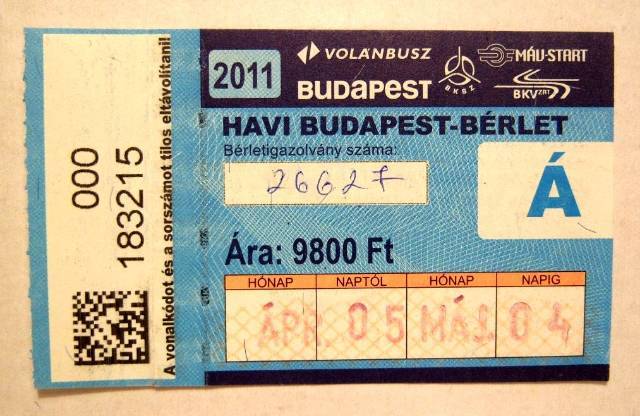 000
183215
A vonalkódot és a sorszámot tilos eltávolítani!
2011
VOLÁNBUSZ
MÁV-START
BUDAPEST
BKSZ
BKV ZRT
HAVI BUDAPEST-BÉRLET
Bérletigazolvány száma:
26627
Á
Ára: 9800 Ft
HÓNAP NAPTÓL HÓNAP NAPIG
ÁPR. 05 MÁJ 04